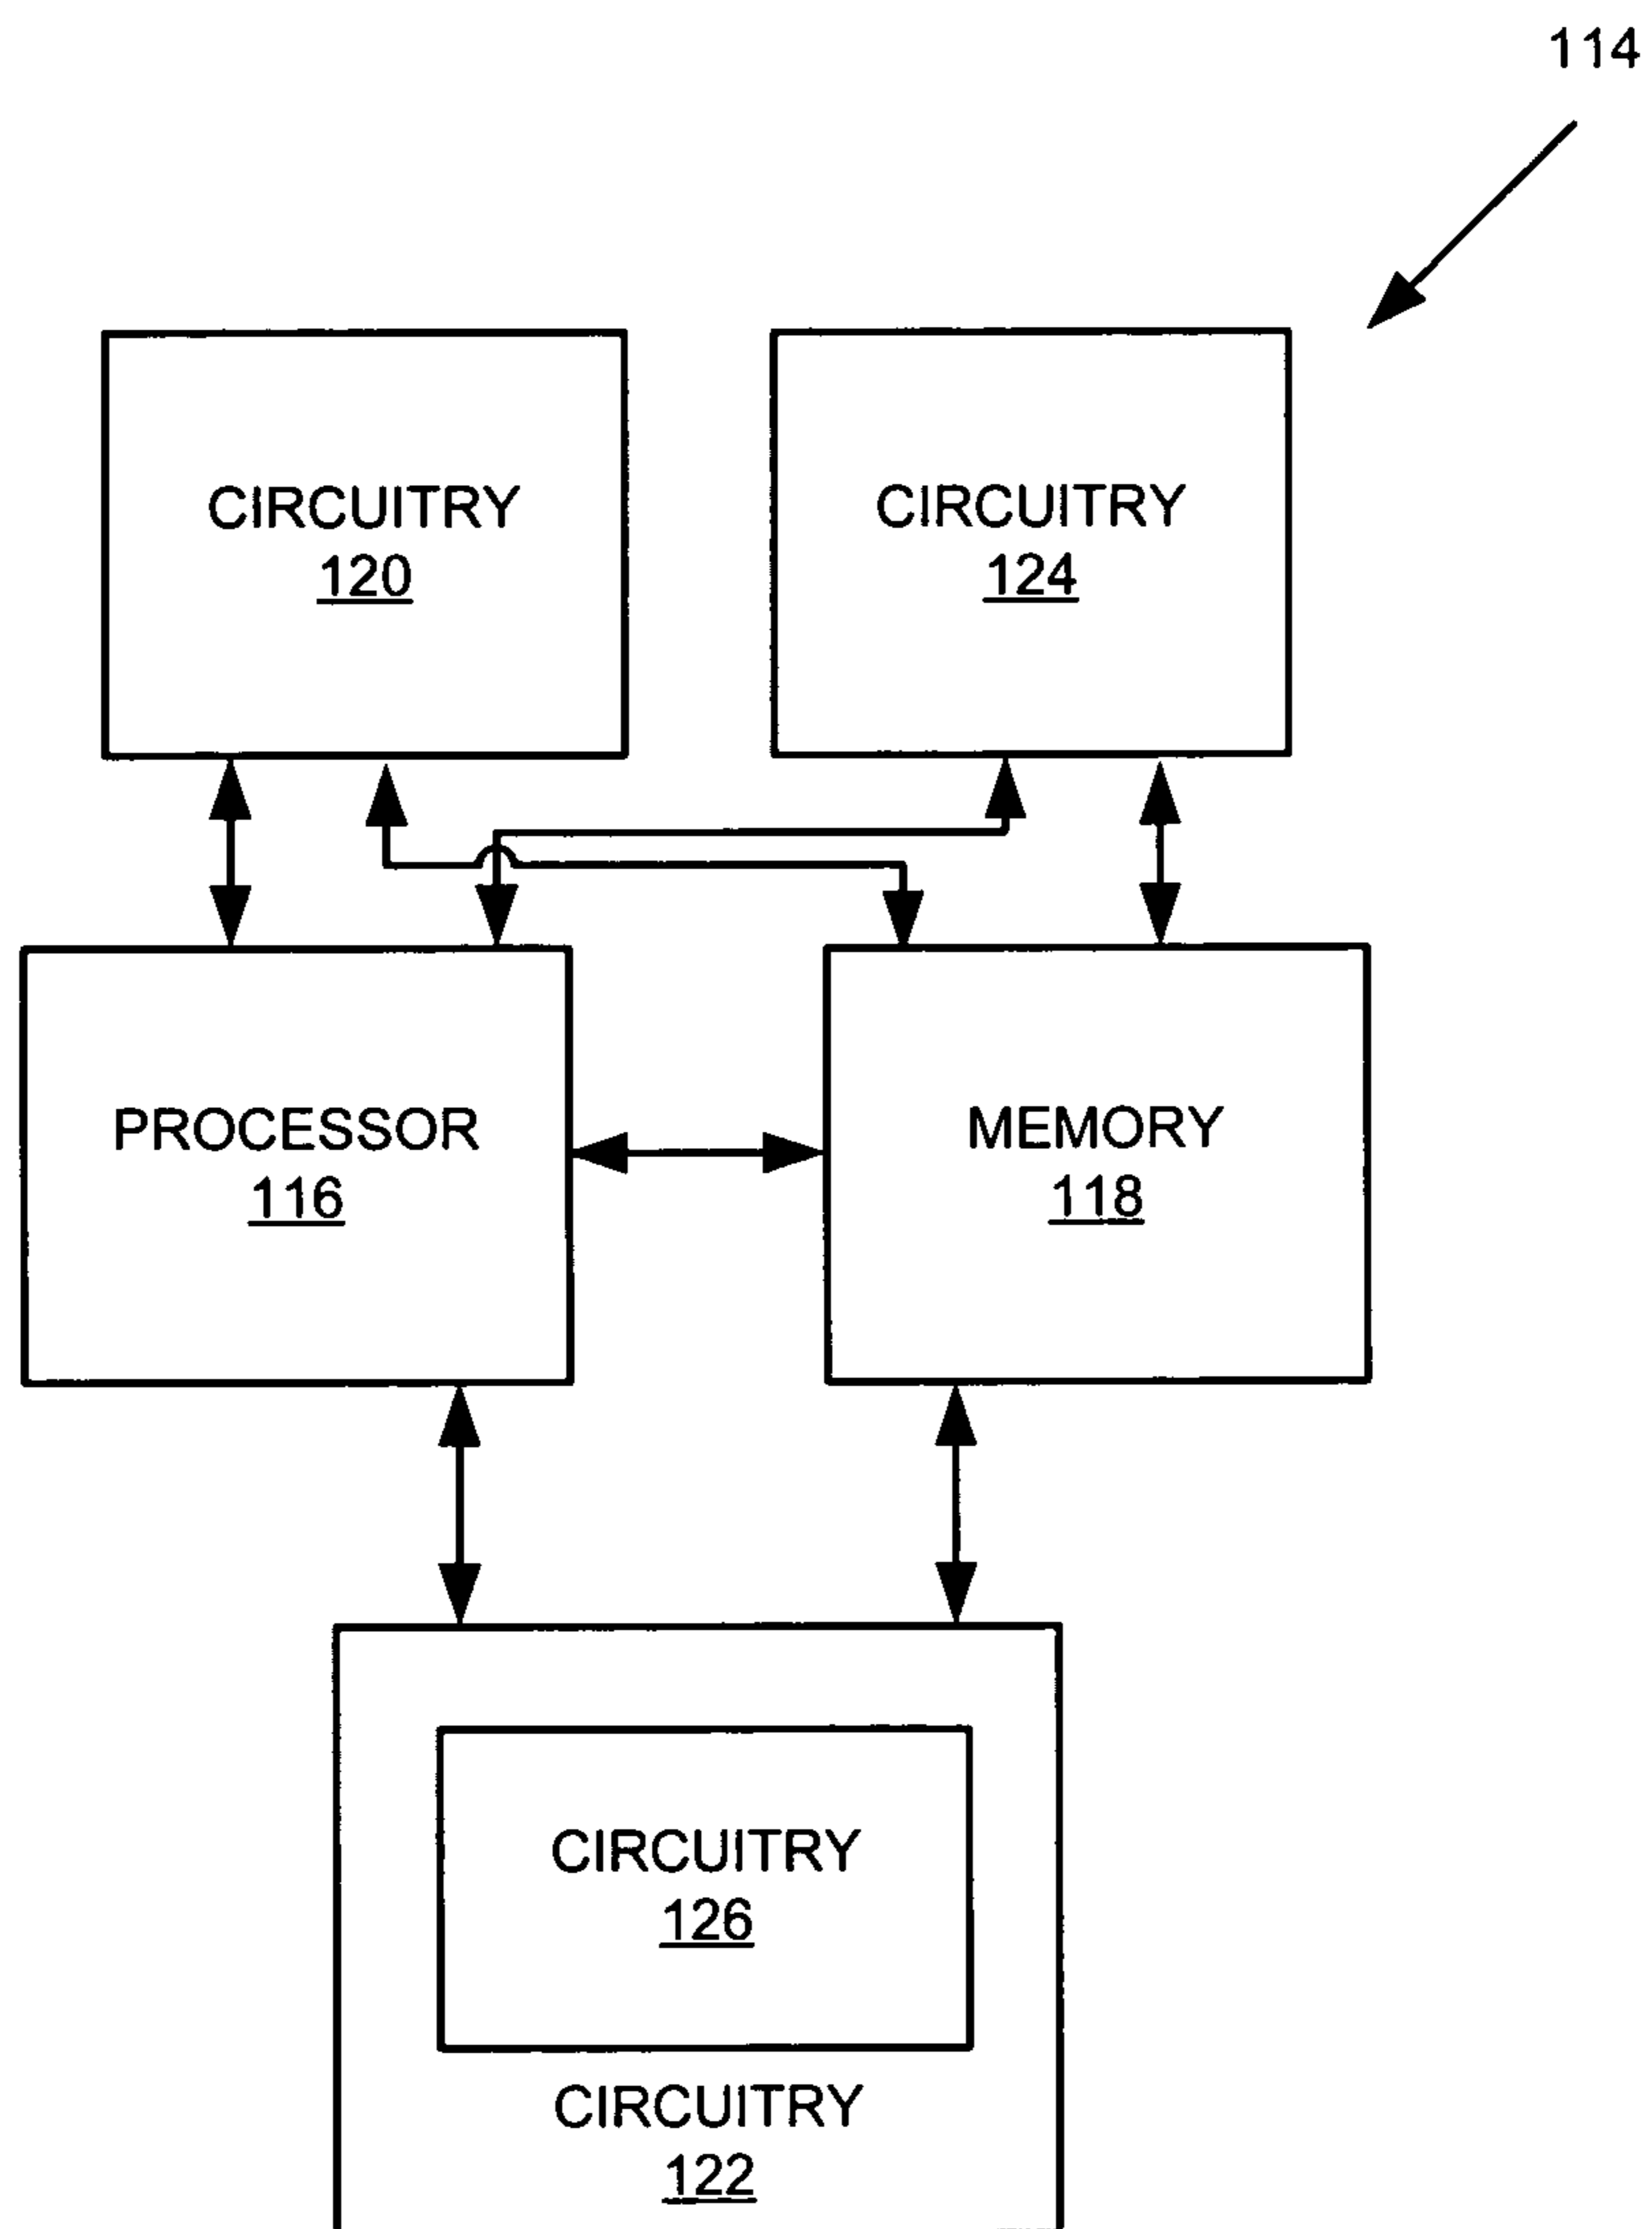 114
CIRCUITRY
120
CIRCUITRY
124
PROCESSOR
116
MEMORY
118
CIRCUITRY
126
CIRCUITRY
122